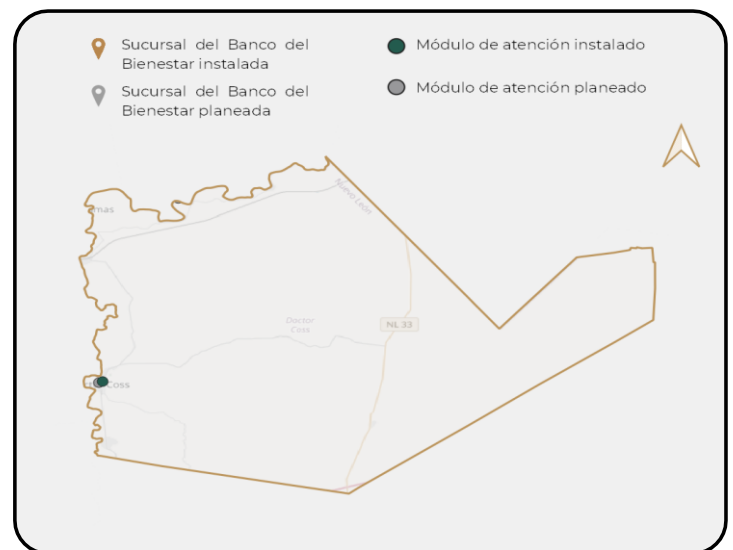 Sucursal del Banco del
Bienestar instalada
Módulo de atención instalado
Sucursal del Banco del
Bienestar planeada
Módulo de atención planeado
Nuevo León
Doctor
Coss
NL 33
Coss